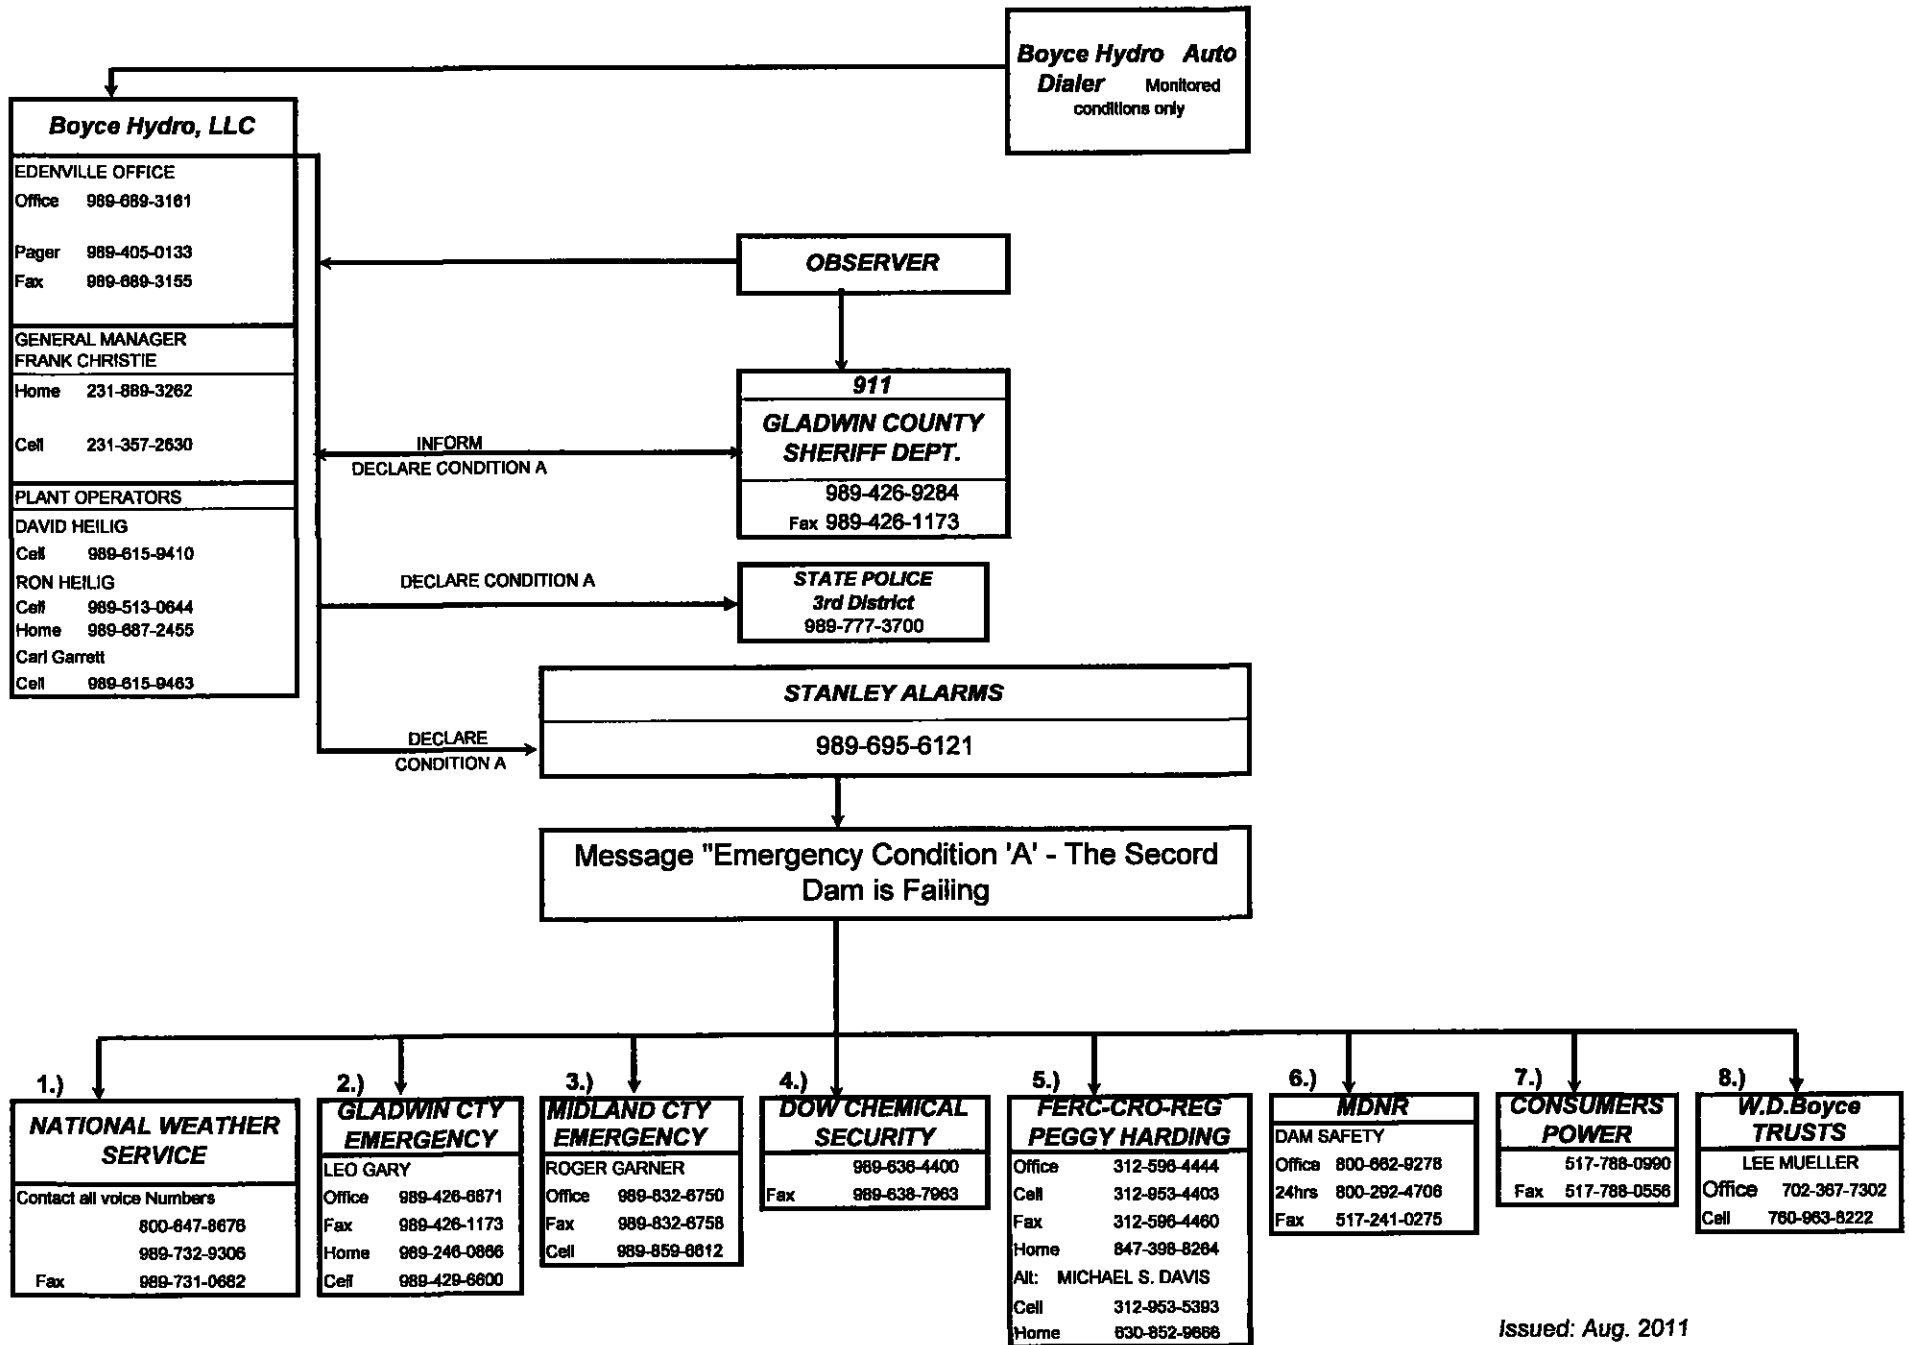 Boyce Hydro Auto
Dialer Monitored
conditions only
Boyce Hydro, LLC
EDENVILLE OFFICE
Office 989-689-3161
Pager 989-405-0133
Fax 989-689-3155
GENERAL MANAGER
FRANK CHRISTIE
Home 231-889-3262
Cell 231-357-2630
PLANT OPERATORS
DAVID HEILIG
Cell 989-615-9410
RON HEILIG
Cell 989-513-0644
Home 989-687-2455
Carl Garrett
Cell 989-615-9463
OBSERVER
911
GLADWIN COUNTY
SHERIFF DEPT.
989-426-9284
Fax 989-426-1173
INFORM
DECLARE CONDITION A
DECLARE CONDITION A
STATE POLICE
3rd District
989-777-3700
STANLEY ALARMS
989-695-6121
DECLARE
CONDITION A
Message "Emergency Condition 'A' - The Secord
Dam is Failing
1.)
NATIONAL WEATHER
SERVICE
Contact all voice Numbers
800-647-8676
989-732-9306
Fax 989-731-0682
2.)
GLADWIN CTY
EMERGENCY
LEO GARY
Office 989-426-6871
Fax 989-426-1173
Home 989-246-0866
Cell 989-429-6600
3.)
MIDLAND CTY
EMERGENCY
ROGER GARNER
Office 989-832-6750
Fax 989-832-6758
Cell 989-859-6612
4.)
DOW CHEMICAL
SECURITY
989-636-4400
Fax 989-638-7963
5.)
FERC-CRO-REG
PEGGY HARDING
Office 312-596-4444
Cell 312-953-4403
Fax 312-596-4460
Home 847-398-8264
Alt: MICHAEL S. DAVIS
Cell 312-953-5393
Home 630-852-9668
6.)
MDNR
DAM SAFETY
Office 800-662-9278
24hrs 800-292-4706
Fax 517-241-0275
7.)
CONSUMERS
POWER
517-788-0990
Fax 517-788-0556
8.)
W.D.Boyce
TRUSTS
LEE MUELLER
Office 702-367-7302
Cell 760-963-8222
Issued: Aug. 2011